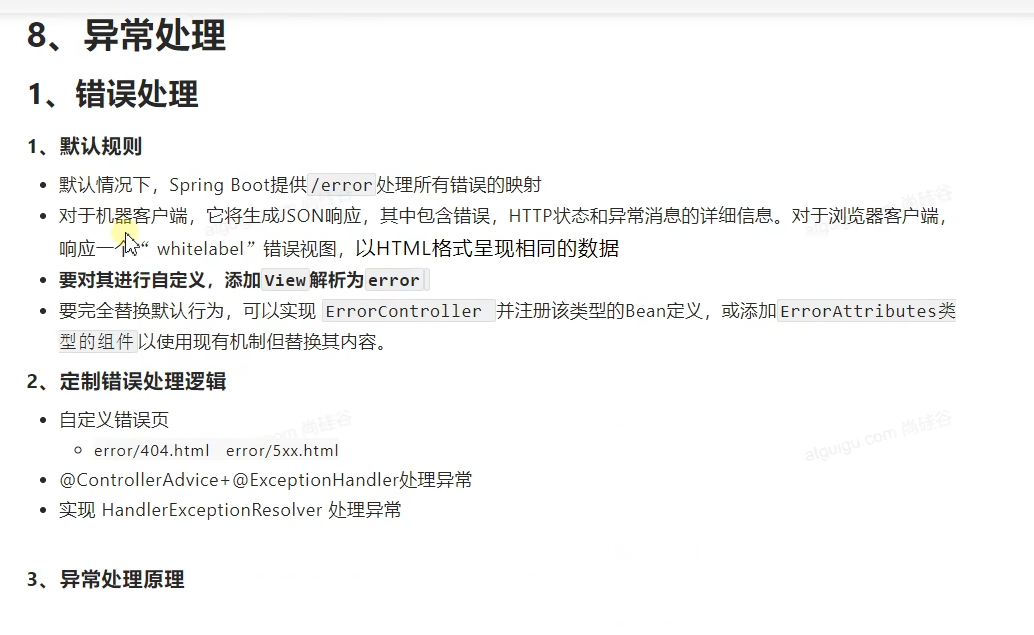 8、异常处理
1、错误处理
1、默认规则
默认情况下，Spring Boot提供/error处理所有错误的映射
对于机器客户端，它将生成JSON响应，其中包含错误，HTTP状态和异常消息的详细信息。对于浏览器客户端，
响应一个“ whitelabel”错误视图，以HTML格式呈现相同的数据
要对其进行自定义，添加View解析为error
要完全替换默认行为，可以实现 ErrorController 并注册该类型的Bean定义，或添加ErrorAttributes类
型的组件以使用现有机制但替换其内容。
2、定制错误处理逻辑
自定义错误页
error/404.html error/5xx.html
@ControllerAdvice+@ExceptionHandler处理异常
实现 HandlerExceptionResolver 处理异常
3、异常处理原理
atguigu.com 尚硅谷